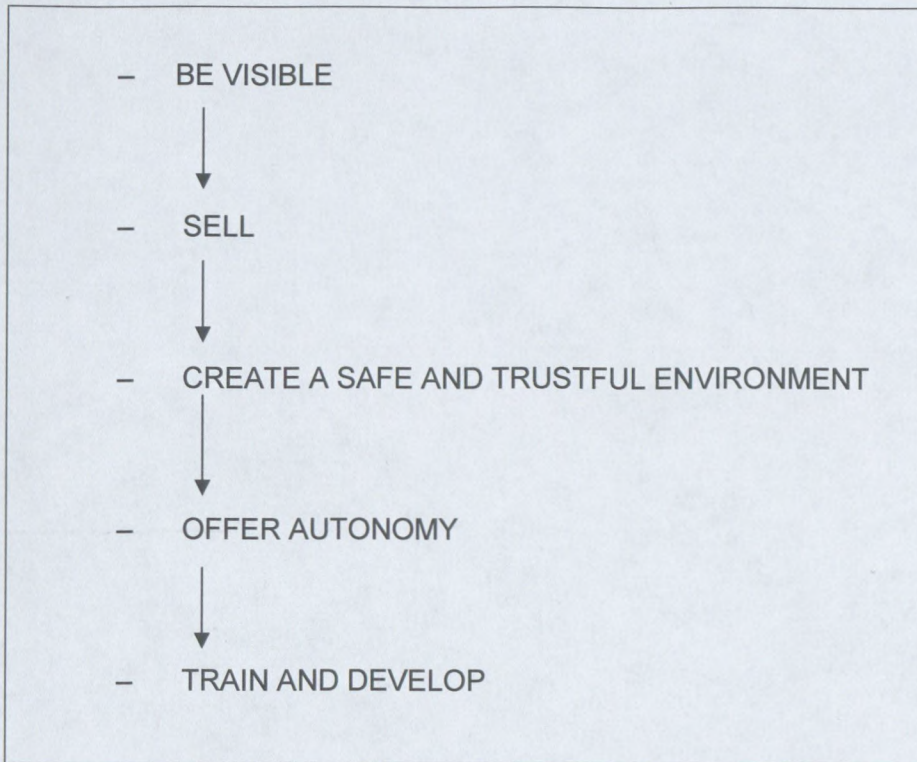 – BE VISIBLE
– SELL
– CREATE A SAFE AND TRUSTFUL ENVIRONMENT
– OFFER AUTONOMY
– TRAIN AND DEVELOP